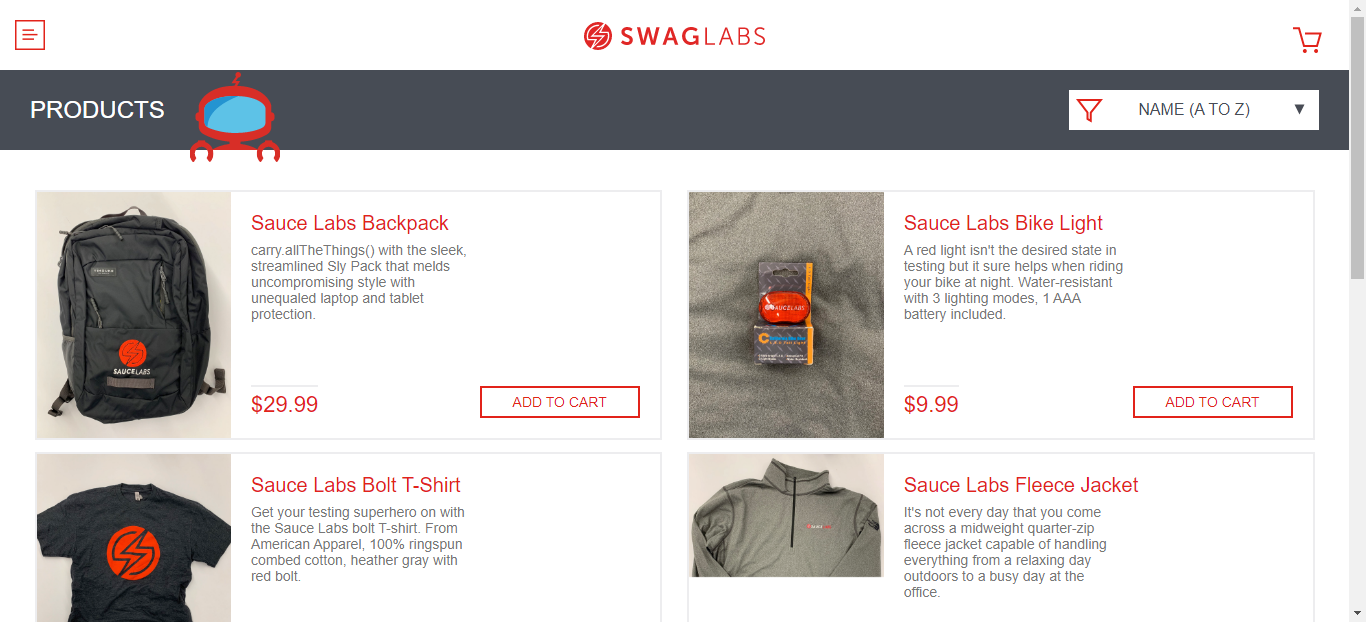 SWAGLABS
PRODUCTS
NAME (A TO Z)
Sauce Labs Backpack
carry.allTheThings() with the sleek,
streamlined Sly Pack that melds
uncompromising style with
unequaled laptop and tablet
protection.
$29.99
ADD TO CART
SAUCELABS
Sauce Labs Bike Light
A red light isn't the desired state in
testing but it sure helps when riding
your bike at night. Water-resistant
with 3 lighting modes, 1 AAA
battery included.
$9.99
ADD TO CART
SAUCELABS
Sauce Labs Bolt T-Shirt
Get your testing superhero on with
the Sauce Labs bolt T-shirt. From
American Apparel, 100% ringspun
combed cotton, heather gray with
red bolt.
Sauce Labs Fleece Jacket
It's not every day that you come
across a midweight quarter-zip
fleece jacket capable of handling
everything from a relaxing day
outdoors to a busy day at the
office.